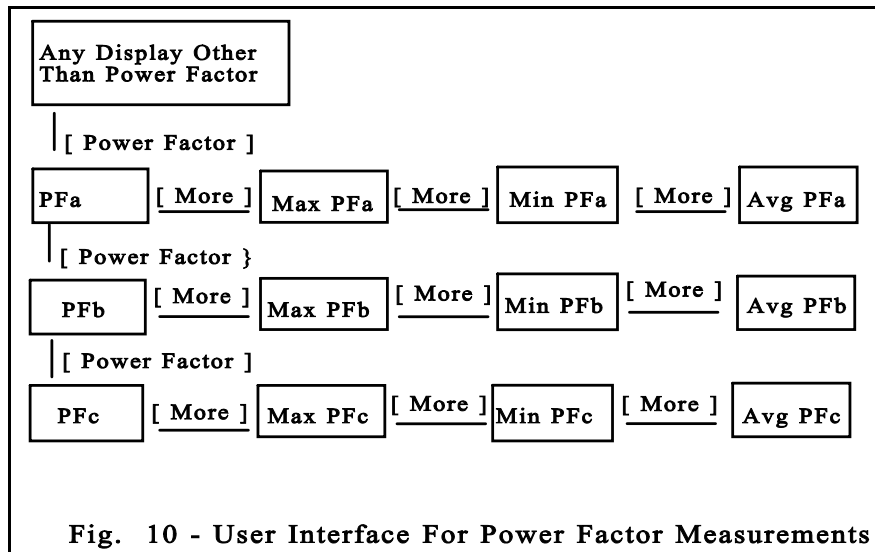 Any Display Other
Than Power Factor
[ Power Factor ]
PFa [ More ] Max PFa [ More ] Min PFa [ More ] Avg PFa
[ Power Factor }
PFb [ More ] Max PFb [ More ] Min PFb [ More ] Avg PFb
[ Power Factor ]
PFc [ More ] Max PFc [ More ] Min PFc [ More ] Avg PFc
Fig. 10 - User Interface For Power Factor Measurements